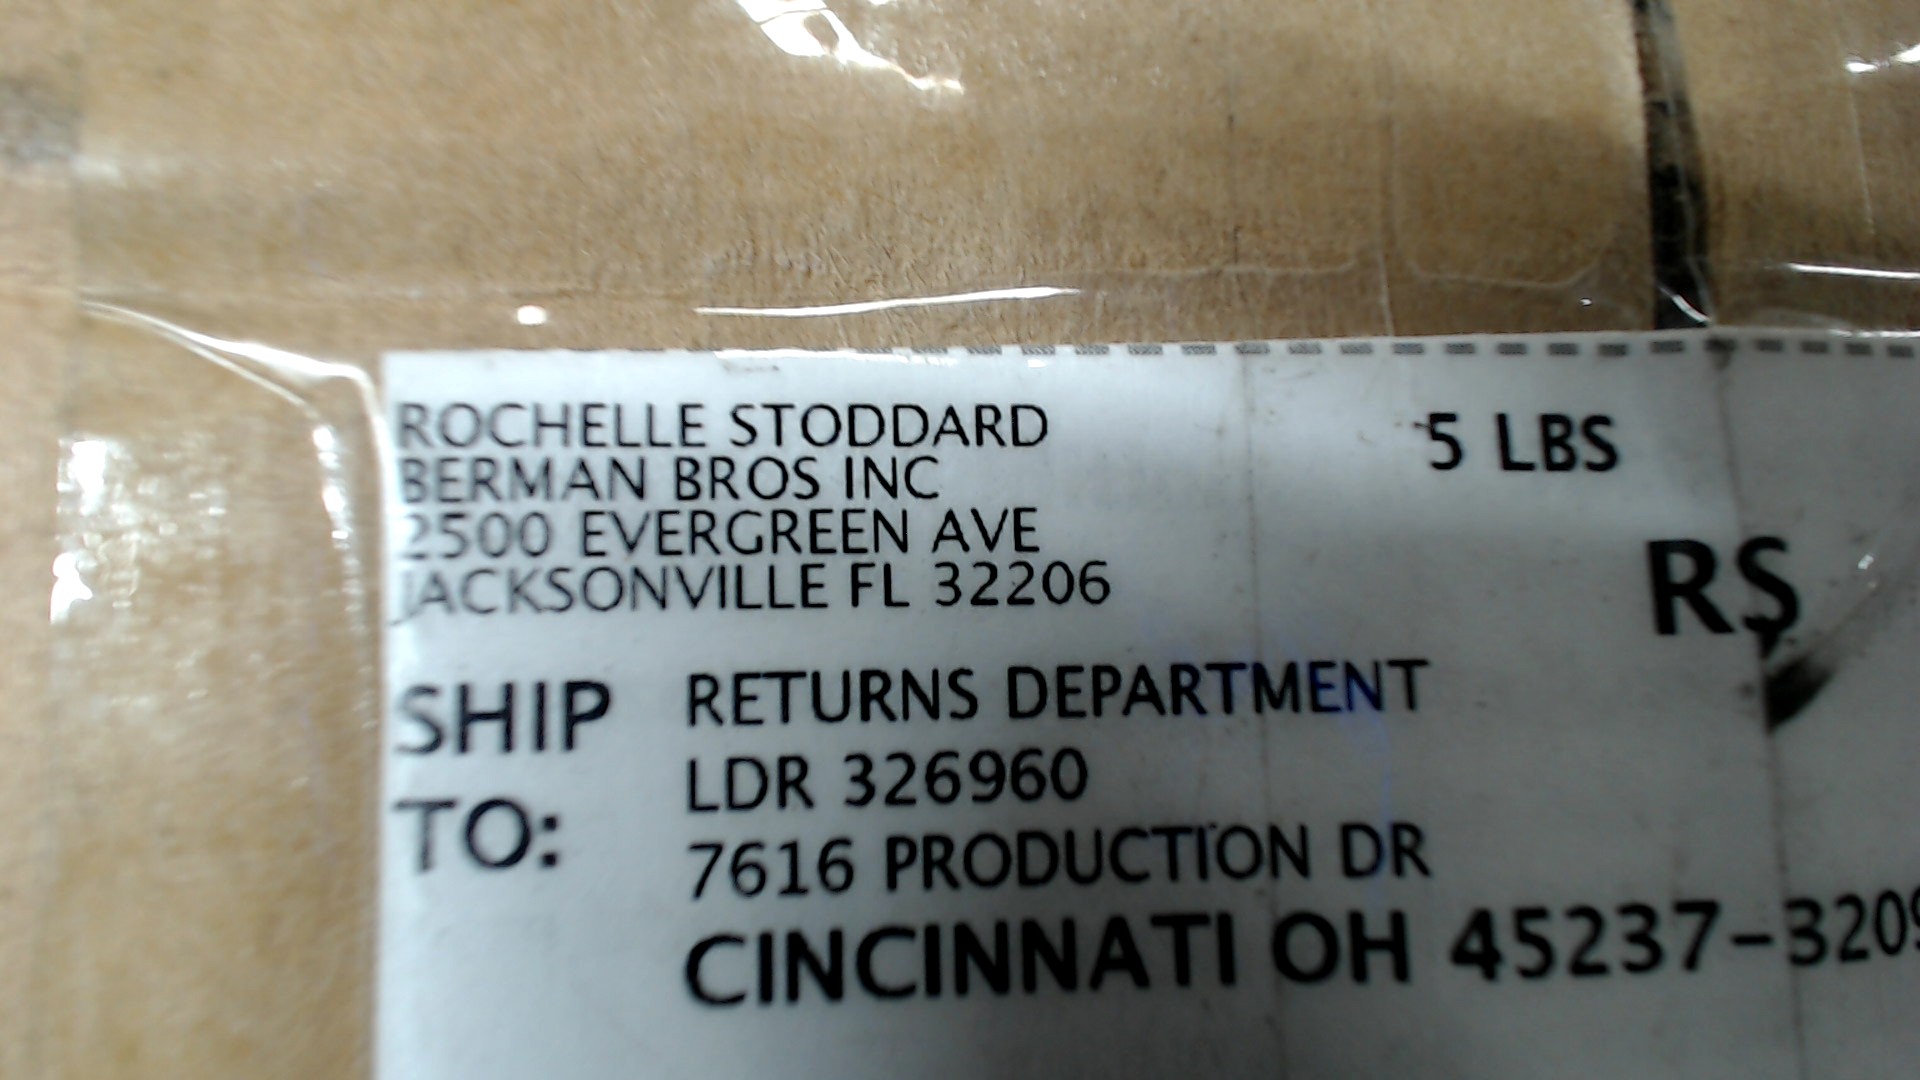 ROCHELLE STODDARD
BERMAN BROS INC
2500 EVERGREEN AVE
JACKSONVILLE FL 32206
5 LBS
RS
SHIP TO:
RETURNS DEPARTMENT
LDR 326960
7616 PRODUCTION DR
CINCINNATI OH 45237-3209